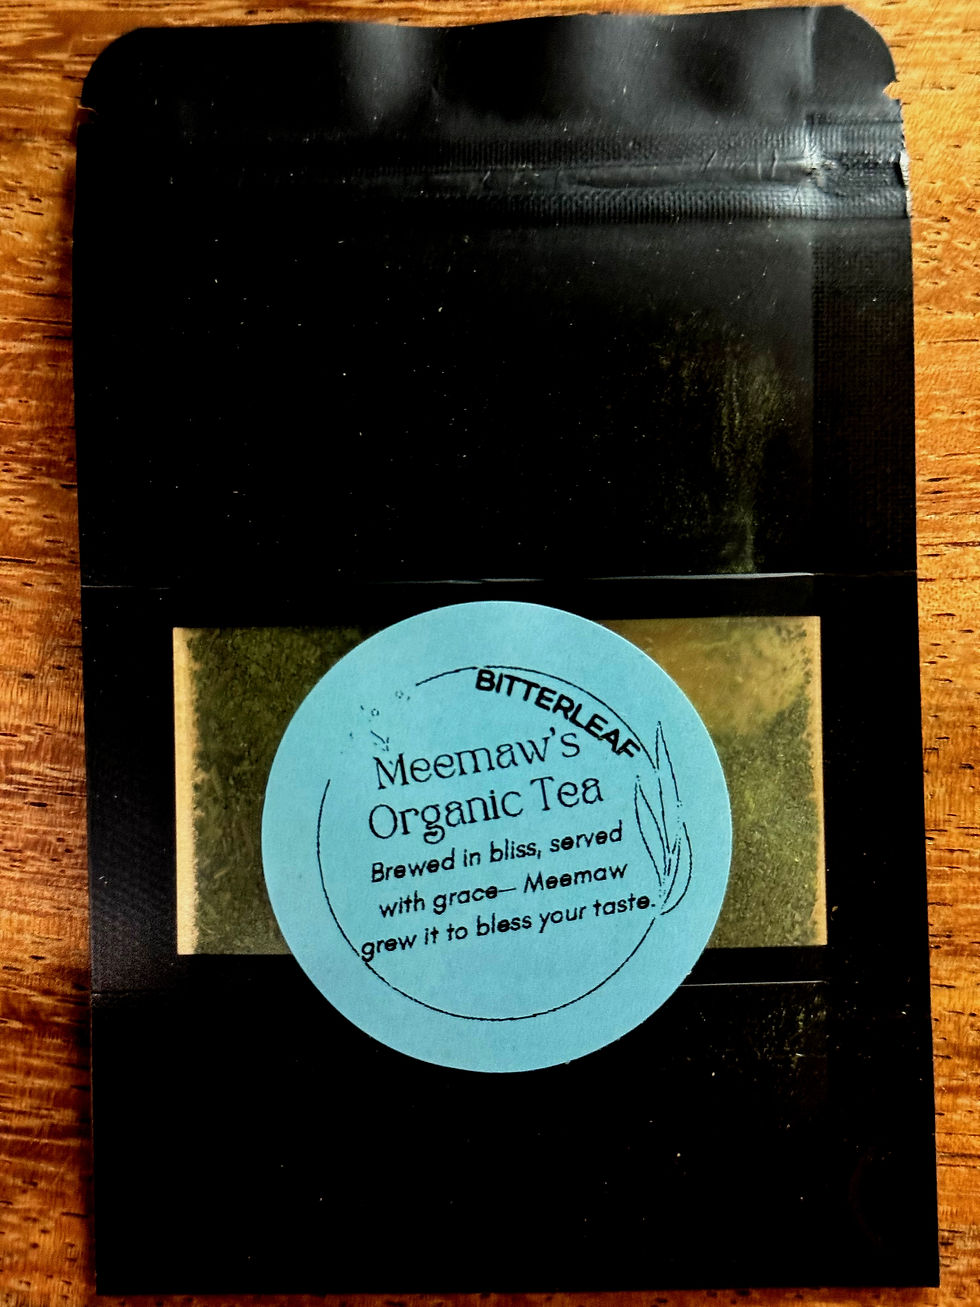 BITTERLEAF
Meemaw's
Organic Tea
Brewed in bliss, served
with grace— Meemaw
grew it to bless your taste.